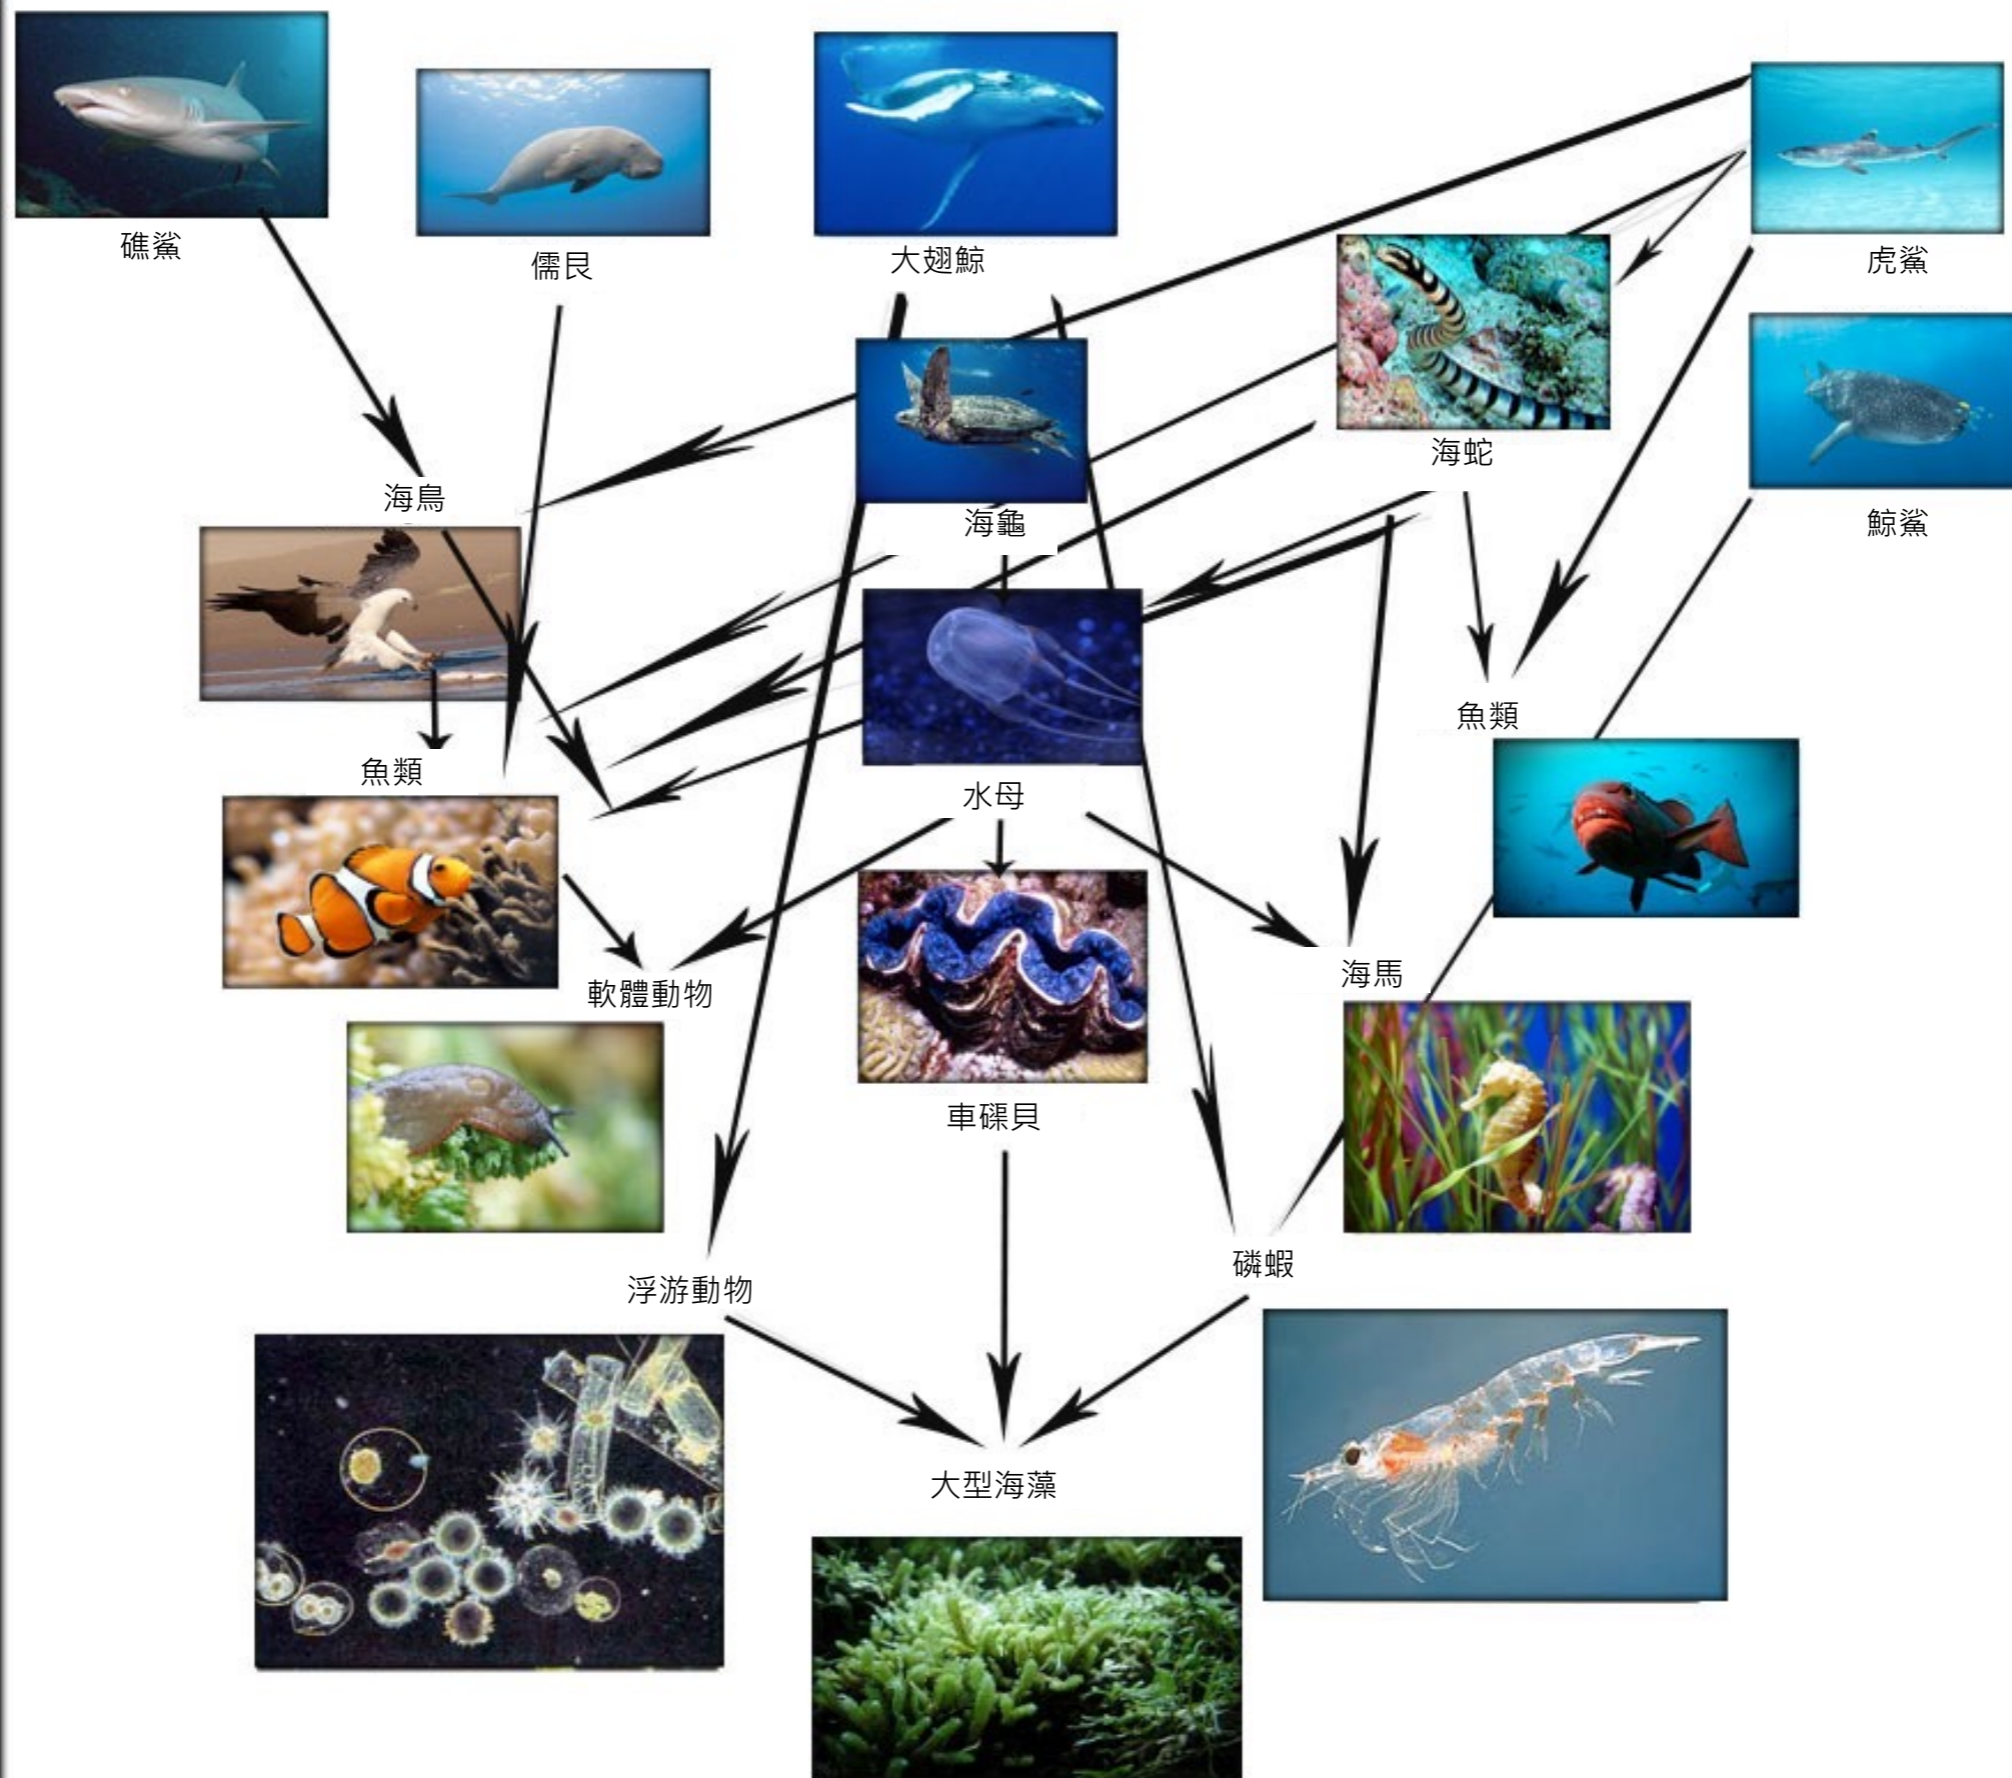 礁鯊
儒艮
大翅鯨
虎鯊
海蛇
海鳥
海龜
鯨鯊
魚類
魚類
水母
軟體動物
海馬
車磲貝
浮游動物
磷蝦
大型海藻